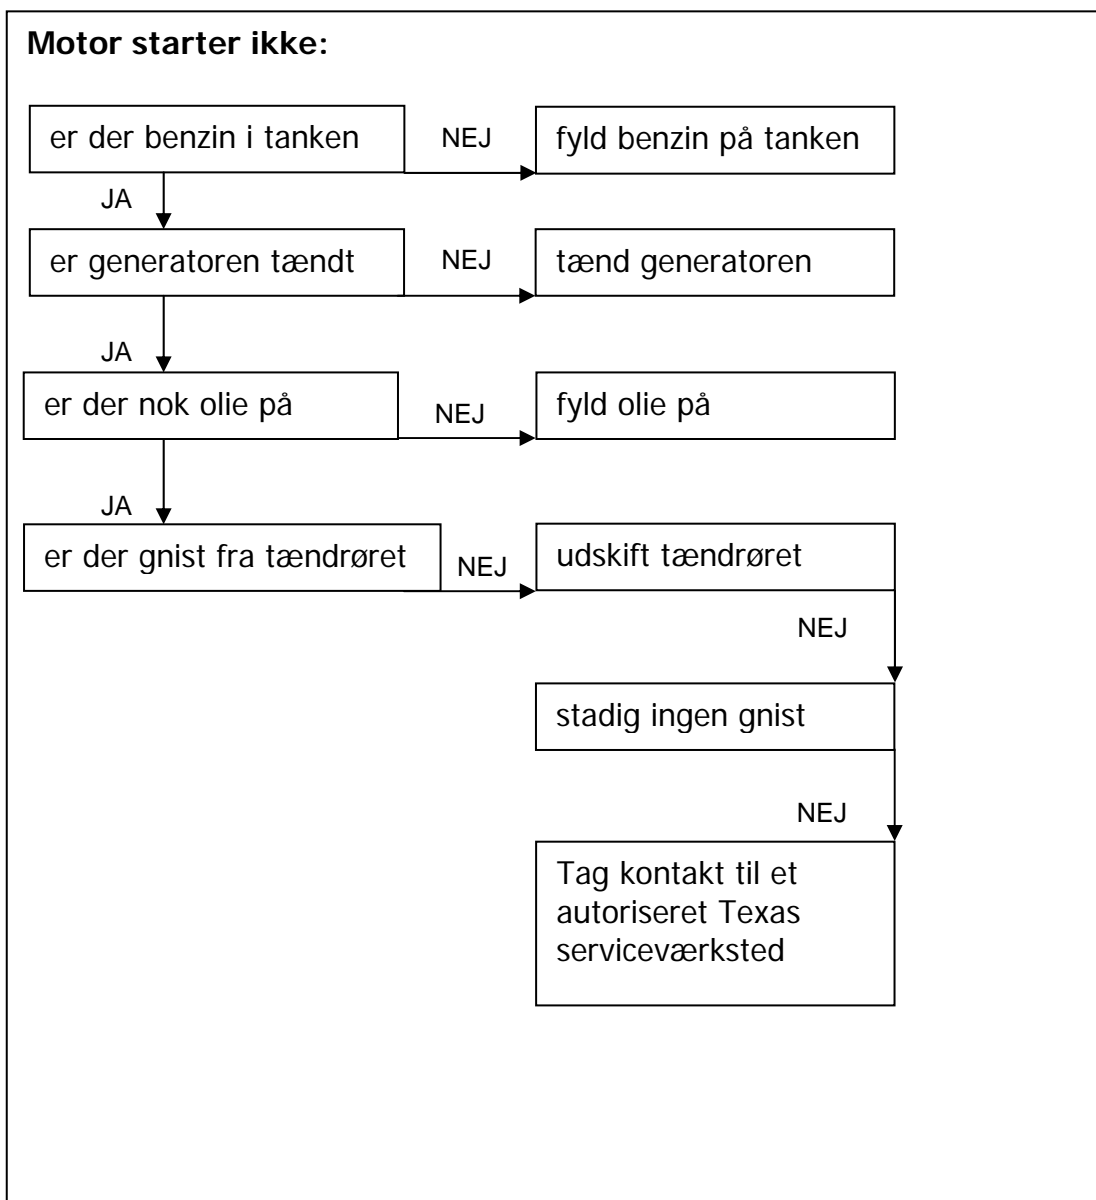 Motor starter ikke:
er der benzin i tanken
NEJ
fyld benzin på tanken
JA
er generatoren tændt
NEJ
tænd generatoren
JA
er der nok olie på
NEJ
fyld olie på
JA
er der gnist fra tændrøret
NEJ
udskift tændrøret
NEJ
stadig ingen gnist
NEJ
Tag kontakt til et
autoriseret Texas
serviceværksted